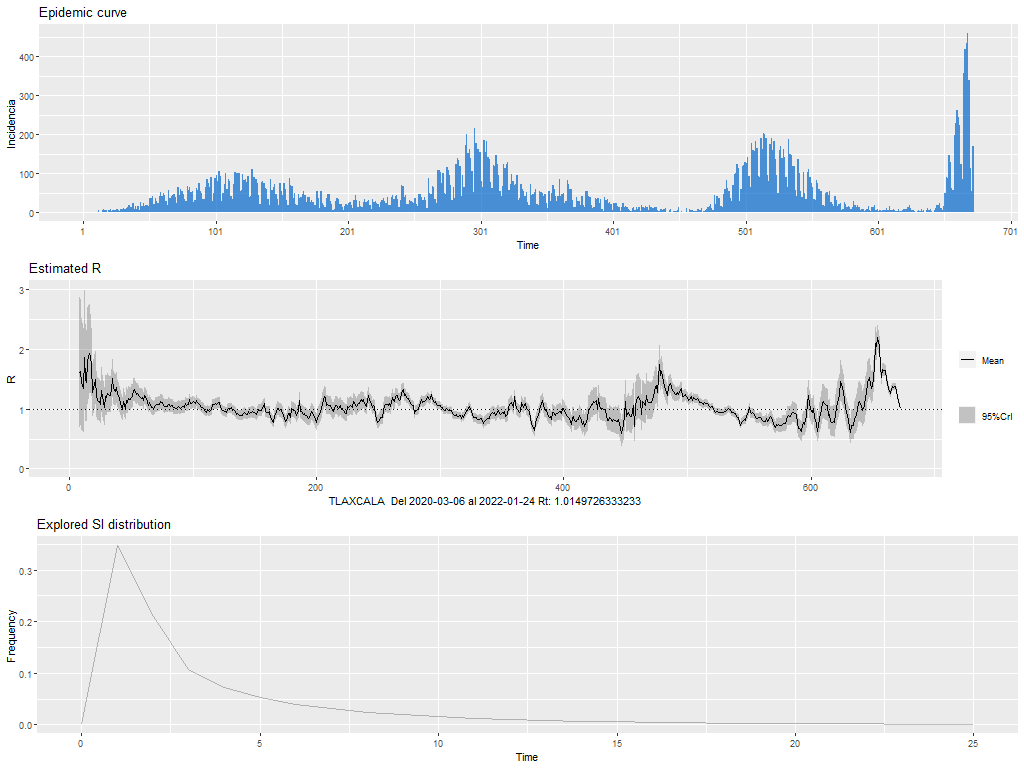 Epidemic curve
400
300
200
100
0
Incidencia
1
101
201
301
401
501
601
701
Time
Estimated R
3
2
1
0
R
0
200
400
600
TLAXCALA Del 2020-03-06 al 2022-01-24 Rt: 1.0149726333233
Mean
95%CrI
Explored SI distribution
0.3
0.2
0.1
0.0
Frequency
0
5
10
15
20
25
Time